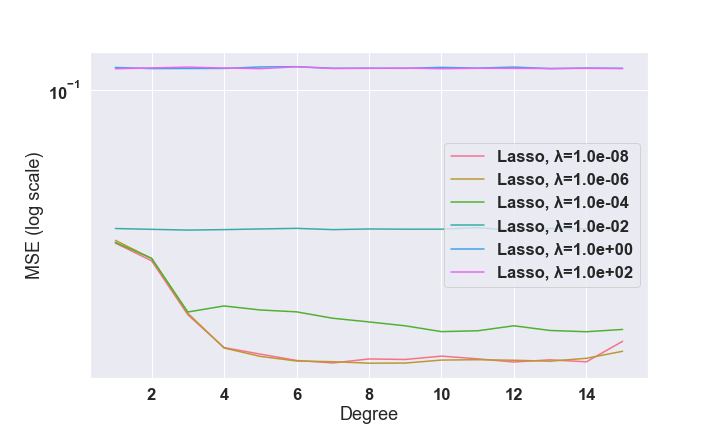 10⁻¹
MSE (log scale)
Lasso, λ=1.0e-08
Lasso, λ=1.0e-06
Lasso, λ=1.0e-04
Lasso, λ=1.0e-02
Lasso, λ=1.0e+00
Lasso, λ=1.0e+02
2 4 6 8 10 12 14
Degree